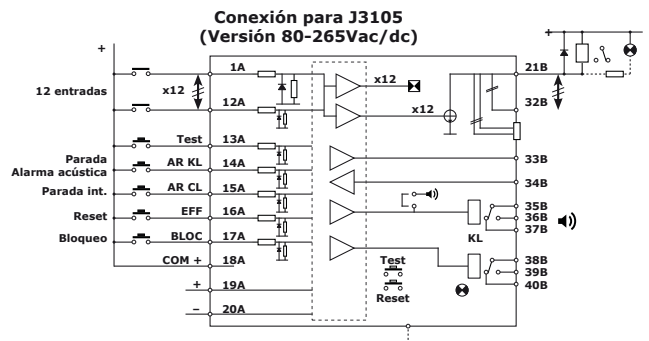 Conexión para J3105
(Versión 80-265Vac/dc)
+
+
12 entradas
x12
1A
12A
x12
x12
21B
32B
Test
13A
Parada
Alarma acústica
AR KL
14A
Parada int.
AR CL
15A
Reset
EFF
16A
Bloqueo
BLOC
17A
COM +
18A
+
19A
–
20A
33B
34B
35B
36B
37B
KL
Test
Reset
38B
39B
40B